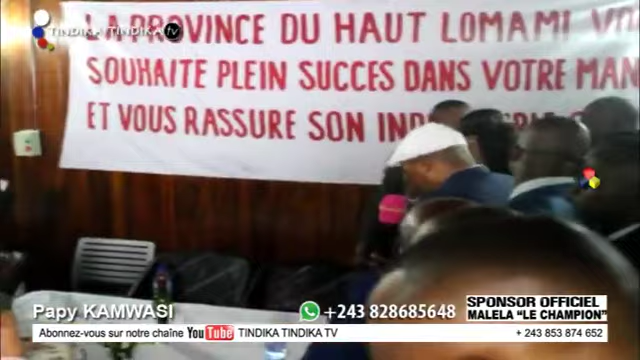 TINDIKA TINDIKA tv
LA PROVINCE DU HAUT LOMAMI
SOUHAITE PLEIN SUCCES DANS VOTRE
ET VOUS RASSURE SON
Papy KAMWASI
+243 828685648
SPONSOR OFFICIEL
MALELA "LE CHAMPION"
Abonnez-vous sur notre chaîne YouTube TINDIKA TINDIKA TV
+ 243 853 874 652